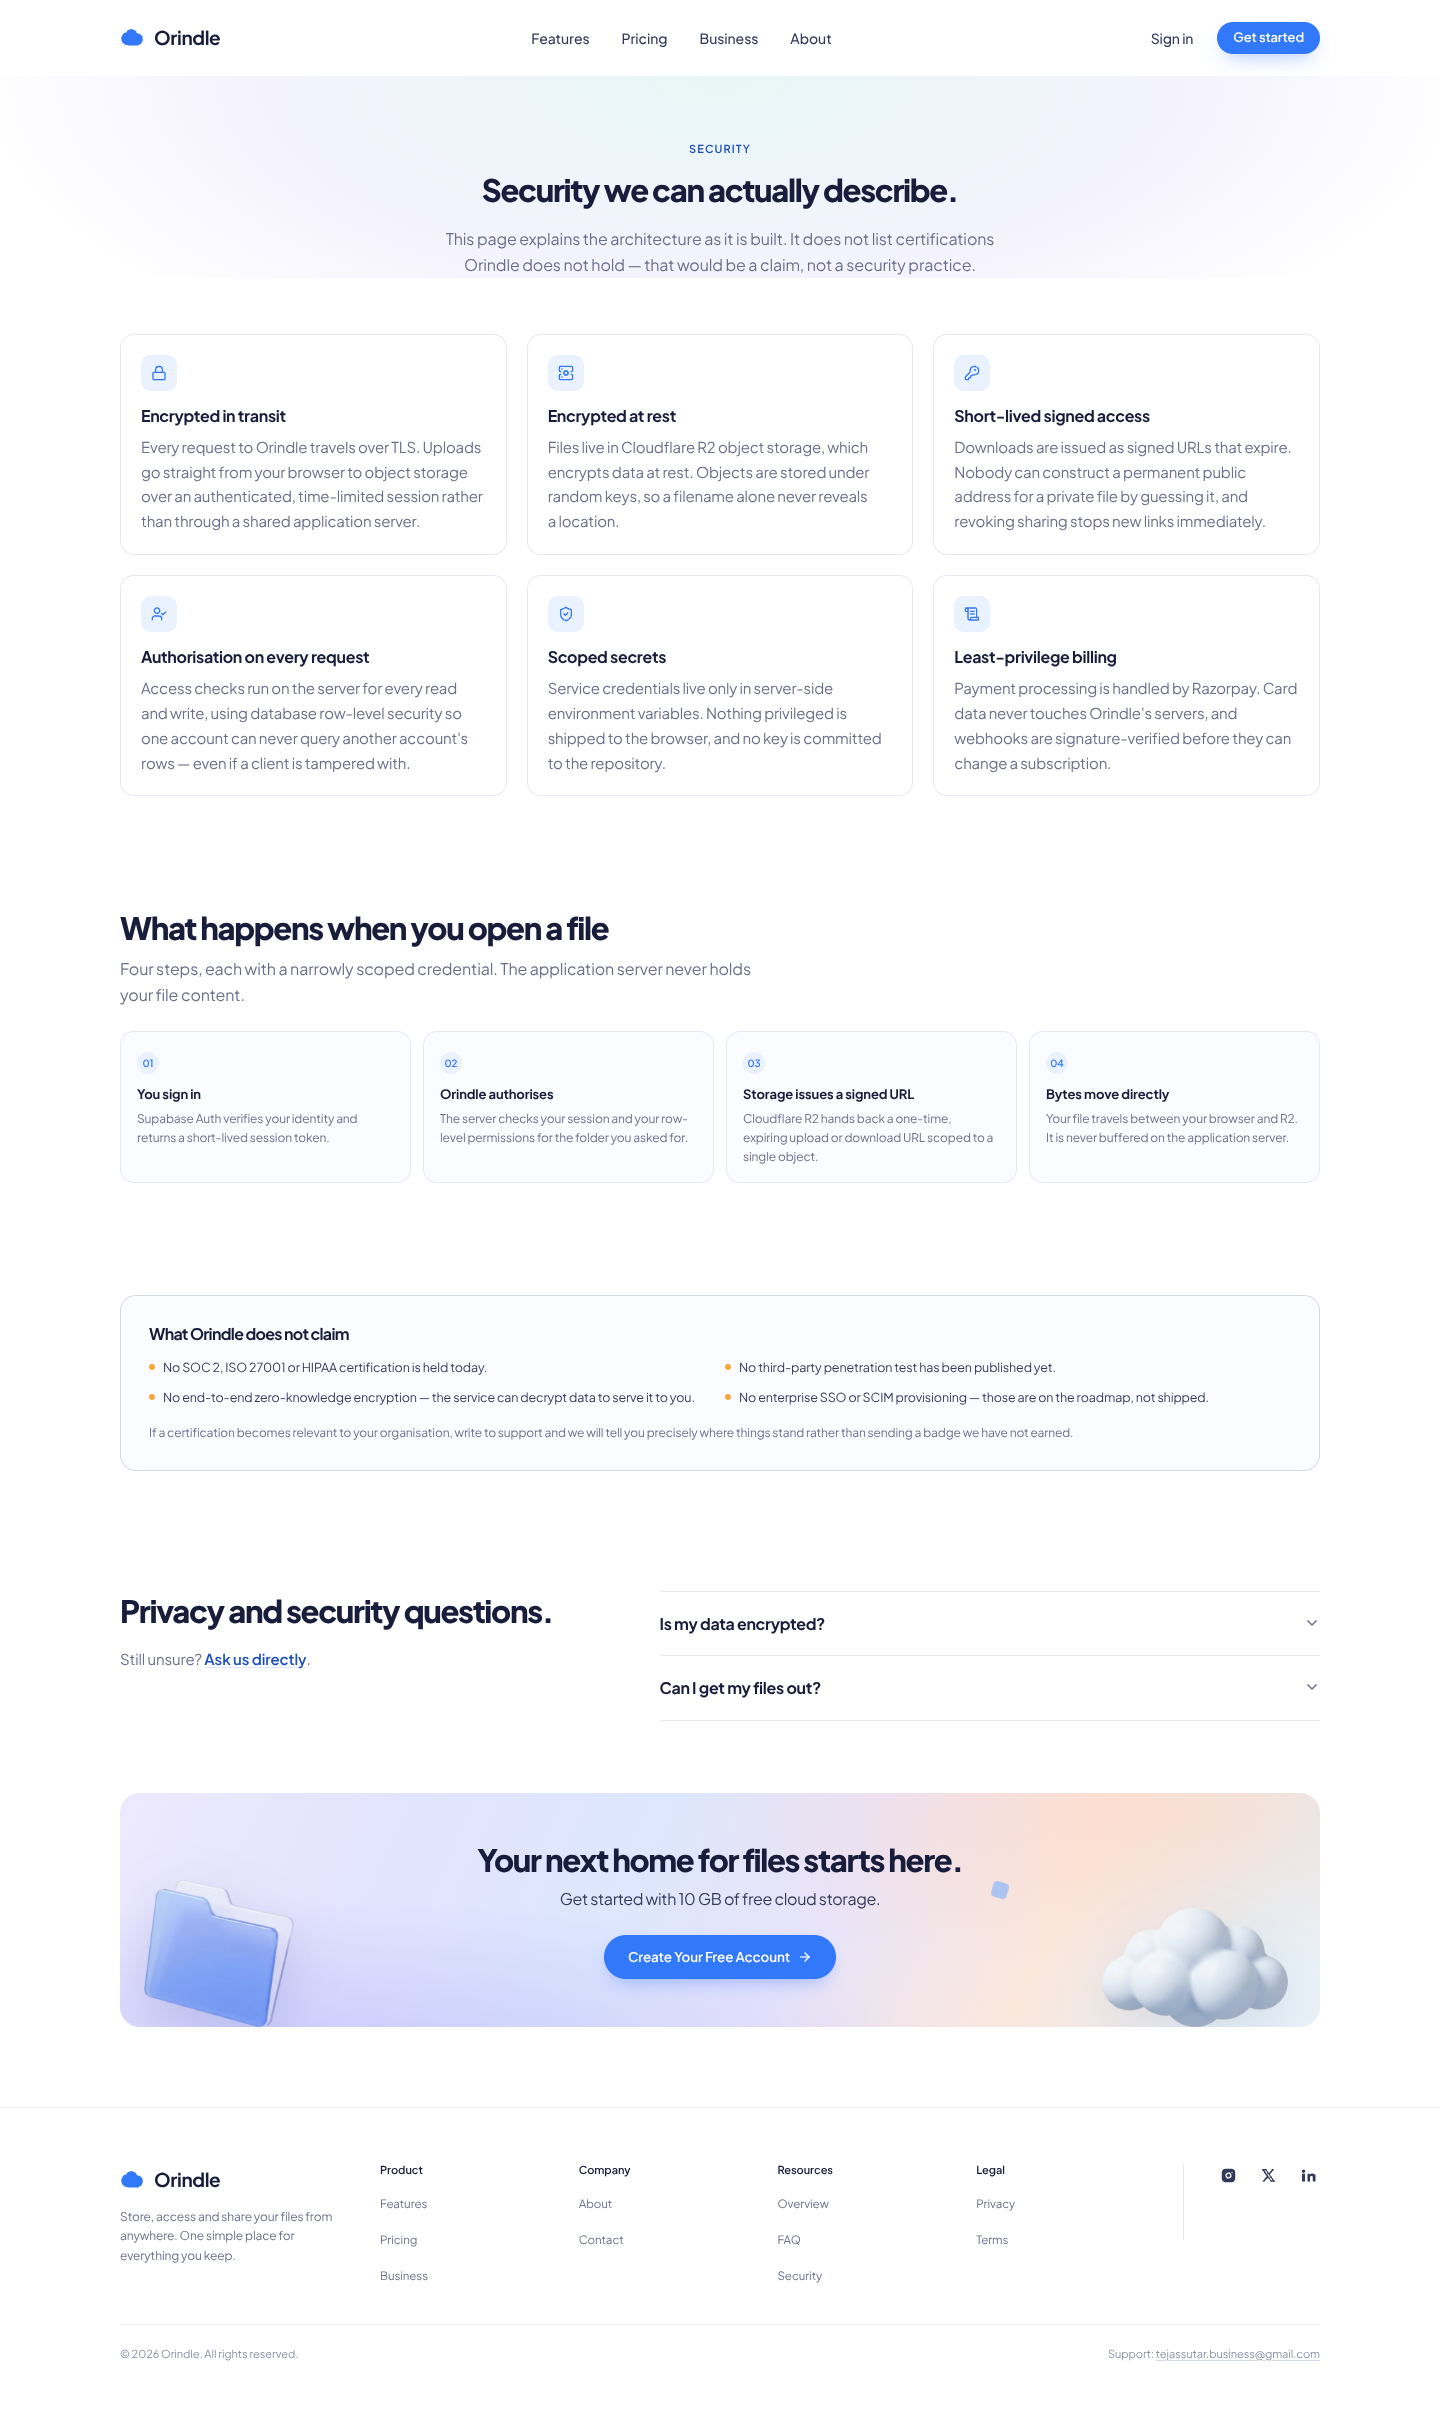 Orindle
Features
Pricing
Business
About
Sign in
Get started
SECURITY
Security we can actually describe.
This page explains the architecture as it is built. It does not list certifications
Orindle does not hold — that would be a claim, not a security practice.
Encrypted in transit
Every request to Orindle travels over TLS. Uploads
go straight from your browser to object storage
over an authenticated, time-limited session rather
than through a shared application server.
Encrypted at rest
Files live in Cloudflare R2 object storage, which
encrypts data at rest. Objects are stored under
random keys, so a filename alone never reveals
a location.
Short-lived signed access
Downloads are issued as signed URLs that expire.
Nobody can construct a permanent public
address for a private file by guessing it, and
revoking sharing stops new links immediately.
Authorisation on every request
Access checks run on the server for every read
and write, using database row-level security so
one account can never query another account's
rows — even if a client is tampered with.
Scoped secrets
Service credentials live only in server-side
environment variables. Nothing privileged is
shipped to the browser, and no key is committed
to the repository.
Least-privilege billing
Payment processing is handled by Razorpay. Card
data never touches Orindle's servers, and
webhooks are signature-verified before they can
change a subscription.
What happens when you open a file
Four steps, each with a narrowly scoped credential. The application server never holds
your file content.
01
You sign in
Supabase Auth verifies your identity and
returns a short-lived session token.
02
Orindle authorises
The server checks your session and your row-
level permissions for the folder you asked for.
03
Storage issues a signed URL
Cloudflare R2 hands back a one-time,
expiring upload or download URL scoped to a
single object.
04
Bytes move directly
Your file travels between your browser and R2.
It is never buffered on the application server.
What Orindle does not claim
No SOC 2, ISO 27001 or HIPAA certification is held today.
No third-party penetration test has been published yet.
No end-to-end zero-knowledge encryption — the service can decrypt data to serve it to you.
No enterprise SSO or SCIM provisioning — those are on the roadmap, not shipped.
If a certification becomes relevant to your organisation, write to support and we will tell you precisely where things stand rather than sending a badge we have not earned.
Privacy and security questions.
Still unsure? Ask us directly.
Is my data encrypted?
Can I get my files out?
Your next home for files starts here.
Get started with 10 GB of free cloud storage.
Create Your Free Account
Orindle
Store, access and share your files from
anywhere. One simple place for
everything you keep.
Product
Features
Pricing
Business
Company
About
Contact
Resources
Overview
FAQ
Security
Legal
Privacy
Terms
© 2026 Orindle. All rights reserved.
Support: tejassutar.business@gmail.com